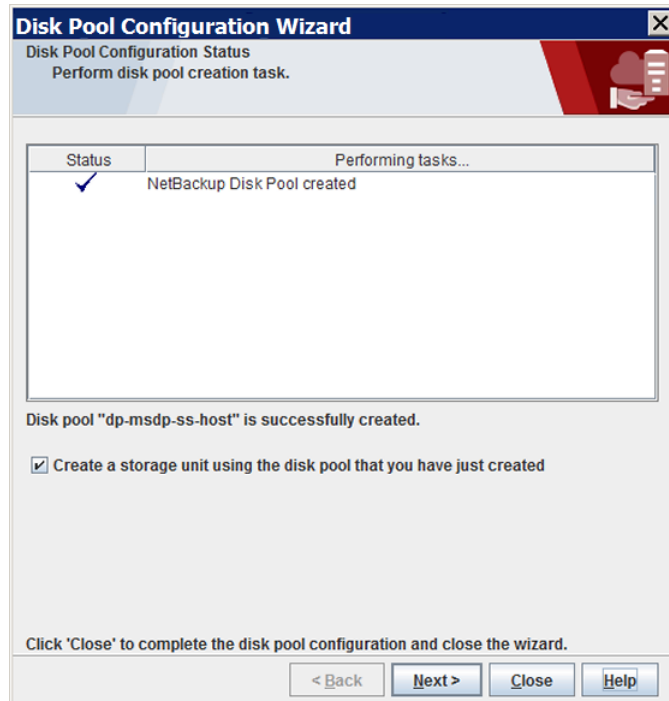 Disk Pool Configuration Wizard
Disk Pool Configuration Status
Perform disk pool creation task.
Status Performing tasks...
NetBackup Disk Pool created
Disk pool "dp-msdp-ss-host" is successfully created.
Create a storage unit using the disk pool that you have just created
Click 'Close' to complete the disk pool configuration and close the wizard.
< Back Next > Close Help